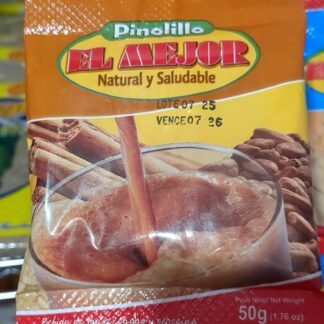 Pinolillo
EL MEJOR
Natural y Saludable
LOTE 07 25
VENCE 07 26
Peso Neto/ Net Weight
50g (1.76 oz)